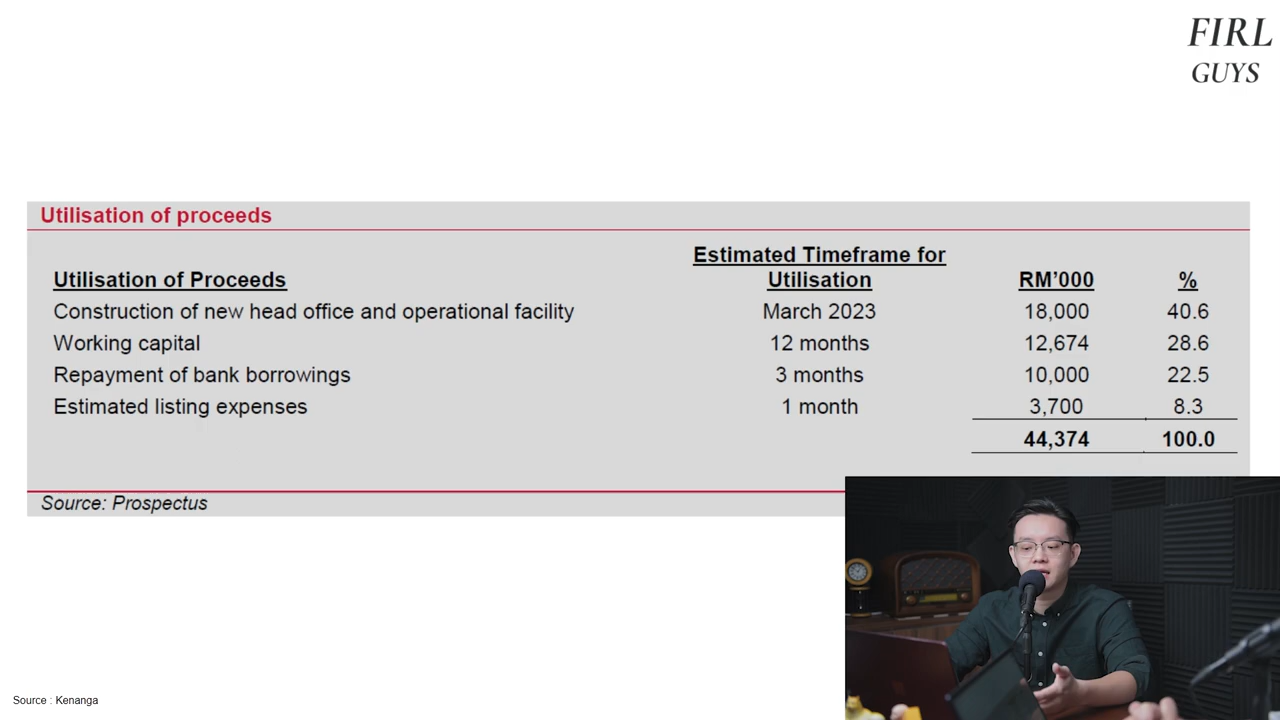 FIRL
GUYS
Utilisation of proceeds
Estimated Timeframe for
Utilisation of Proceeds Utilisation RM'000 %
Construction of new head office and operational facility March 2023 18,000 40.6
Working capital 12 months 12,674 28.6
Repayment of bank borrowings 3 months 10,000 22.5
Estimated listing expenses 1 month 3,700 8.3
44,374 100.0
Source: Prospectus
Source : Kenanga